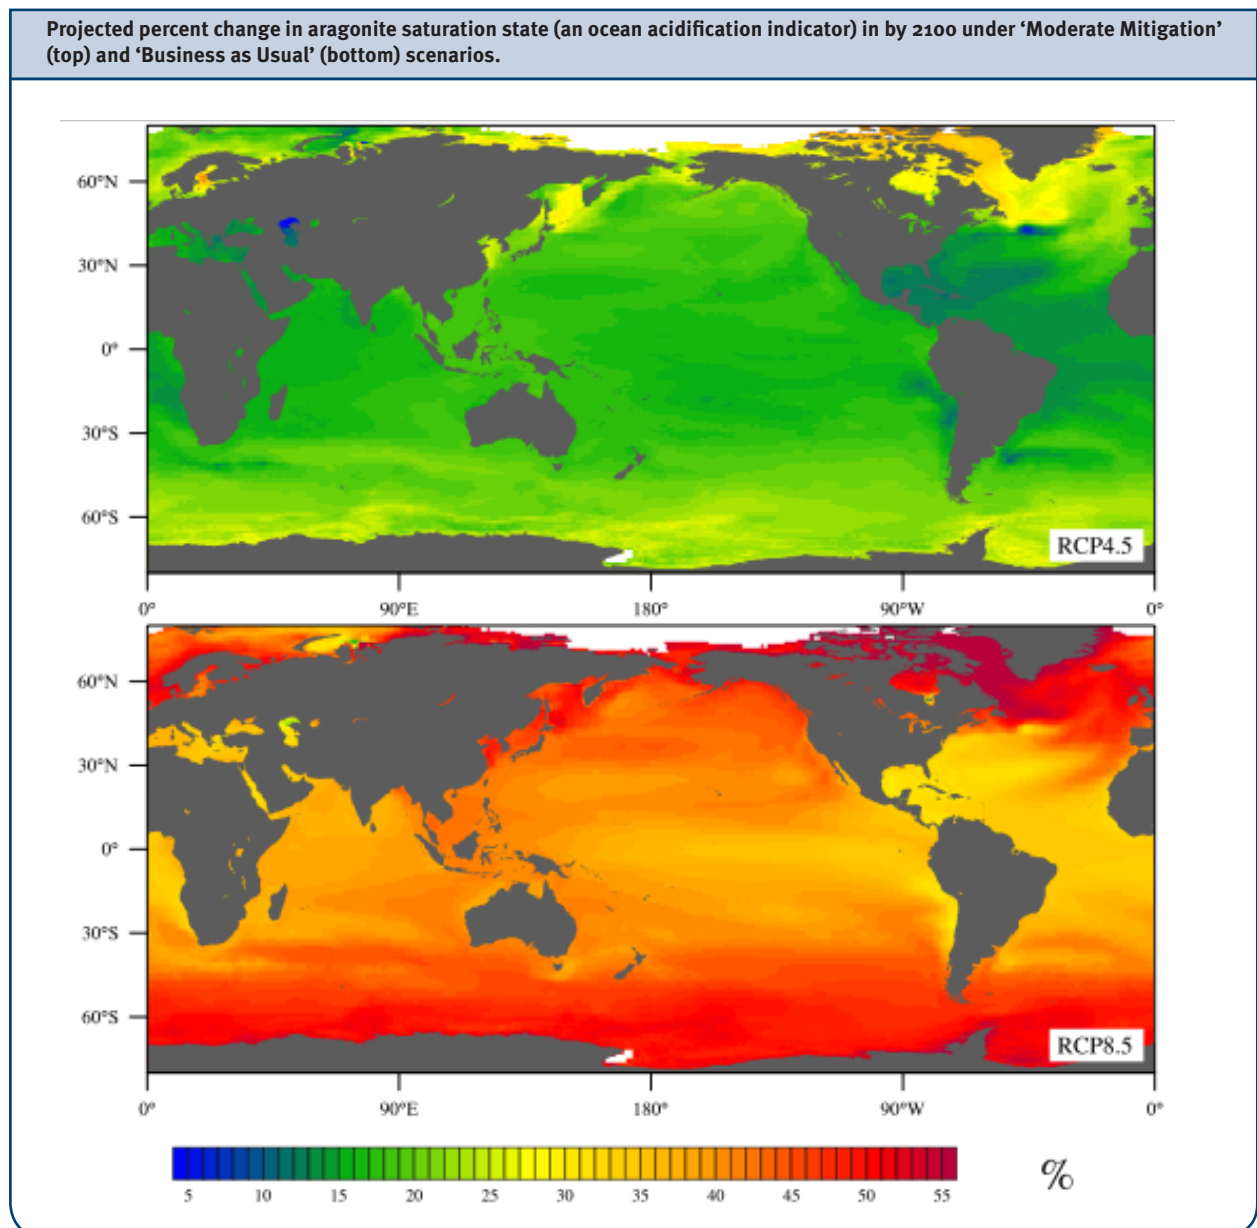 Projected percent change in aragonite saturation state (an ocean acidification indicator) in by 2100 under ‘Moderate Mitigation’
(top) and ‘Business as Usual’ (bottom) scenarios.
60°N
30°N
0°
30°S
60°S
RCP4.5
0° 90°E 180° 90°W 0°
60°N
30°N
0°
30°S
60°S
RCP8.5
0° 90°E 180° 90°W 0°
5 10 15 20 25 30 35 40 45 50 55 %